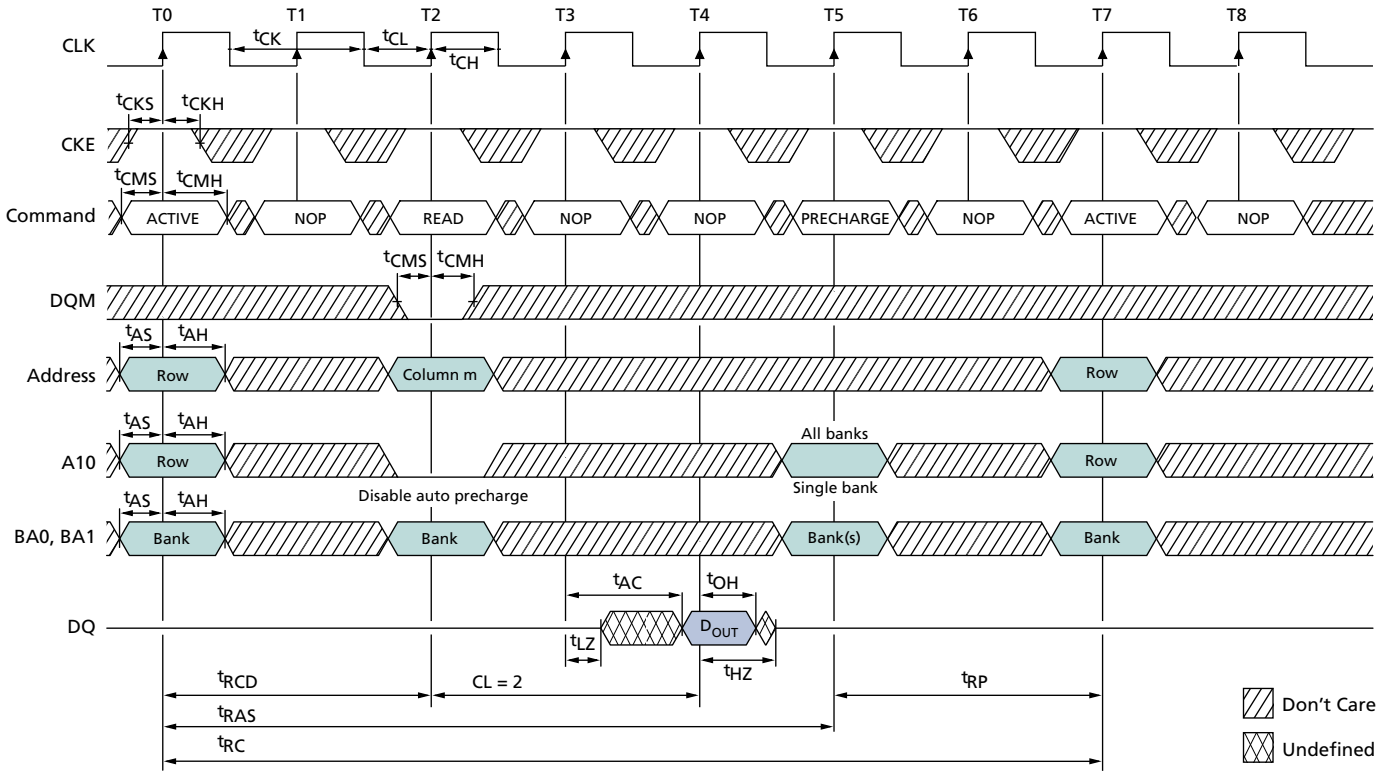 T0 T1 T2 T3 T4 T5 T6 T7 T8
CLK
tCK tCL
tCH
tCKS tCKH
CKE
tCMS tCMH
Command ACTIVE NOP READ NOP NOP PRECHARGE NOP ACTIVE NOP
tCMS tCMH
DQM
tAS tAH
Address Row Column m Row
tAS tAH
All banks
A10 Row Row
Disable auto precharge
Single bank
tAS tAH
BA0, BA1 Bank Bank Bank(s) Bank
tAC tOH
DQ DOUT
tLZ
tHZ
tRCD CL = 2 tRP
tRAS
tRC
Don't Care
Undefined